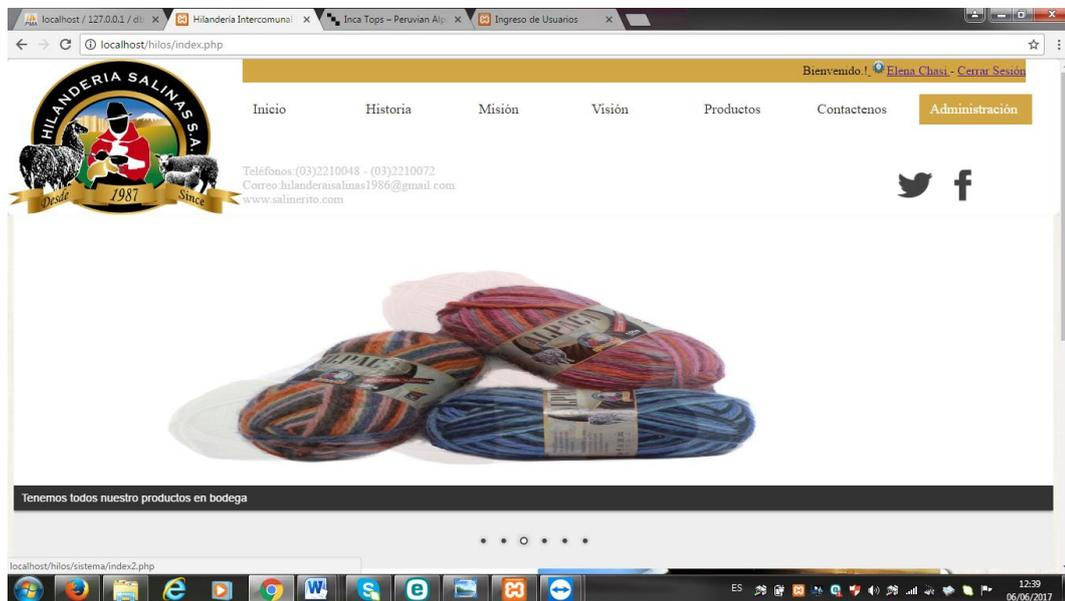 localhost / 127.0.0.1 / db
Hilanderia Intercomunal
Inca Tops – Peruvian Alp
Ingreso de Usuarios
localhost/hilos/index.php
Bienvenido.! Elena Chasi - Cerrar Sesión
HILANDERIA SALINAS S.A.
Desde 1987 Since
Inicio Historia Misión Visión Productos Contactenos Administración
Teléfonos:(03)2210048 - (03)2210072
Correo:hilanderaisalinas1986@gmail.com
www.salinerito.com
ALPACA
ALPACA
Tenemos todos nuestro productos en bodega
localhost/hilos/sistema/index2.php
ES
12:39
06/06/2017